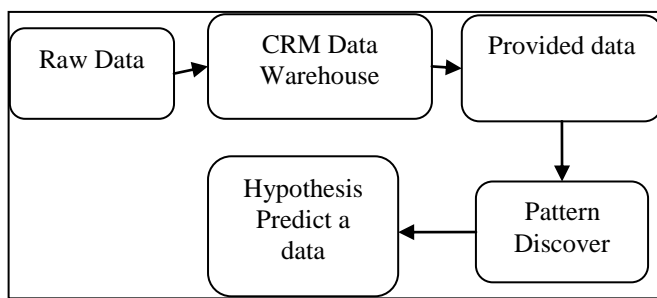 Raw Data
CRM Data
Warehouse
Provided data
Pattern
Discover
Hypothesis
Predict a
data